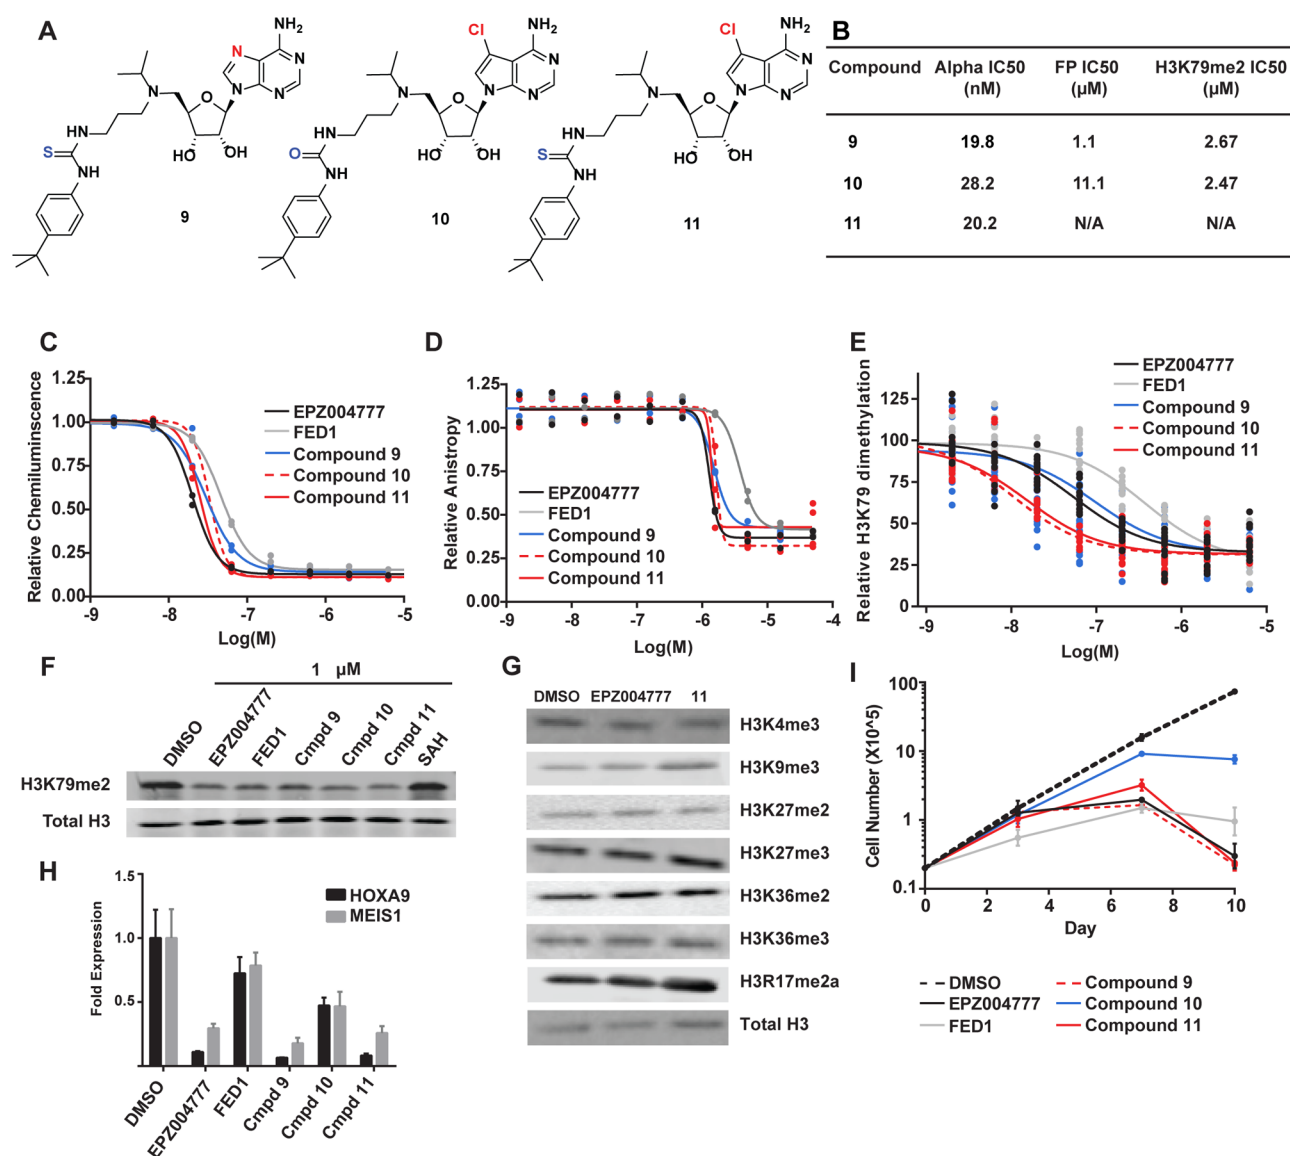 A
N
N
N
N
NH2
N
O
HO
OH
NH
S
NH
9
Cl
NH2
N
N
N
N
O
HO
OH
NH
O
NH
10
Cl
NH2
N
N
N
N
O
HO
OH
NH
S
NH
11
B
Compound Alpha IC50 (nM) FP IC50 (µM) H3K79me2 IC50 (µM)
9 19.8 1.1 2.67
10 28.2 11.1 2.47
11 20.2 N/A N/A
C
Relative Chemiluminescence
1.25
1.00
0.75
0.50
0.25
0.00
-9 -8 -7 -6 -5
Log(M)
EPZ004777
FED1
Compound 9
Compound 10
Compound 11
D
Relative Anistropy
1.25
1.00
0.75
0.50
0.25
0.00
-9 -8 -7 -6 -5 -4
Log(M)
EPZ004777
FED1
Compound 9
Compound 10
Compound 11
E
Relative H3K79 dimethylation
125
100
75
50
25
0
-9 -8 -7 -6 -5
Log(M)
EPZ004777
FED1
Compound 9
Compound 10
Compound 11
F
1 µM
DMSO
EPZ004777
FED1
Cmpd 9
Cmpd 10
Cmpd 11
SAH
H3K79me2
Total H3
G
DMSO EPZ004777 11
H3K4me3
H3K9me3
H3K27me2
H3K27me3
H3K36me2
H3K36me3
H3R17me2a
Total H3
H
Fold Expression
1.5
1.0
0.5
HOXA9
MEIS1
DMSO
EPZ004777
FED1
Cmpd 9
Cmpd 10
Cmpd 11
I
Cell Number (X10^5)
100
10
1
0.1
0 2 4 6 8 10
Day
DMSO
EPZ004777
FED1
Compound 9
Compound 10
Compound 11